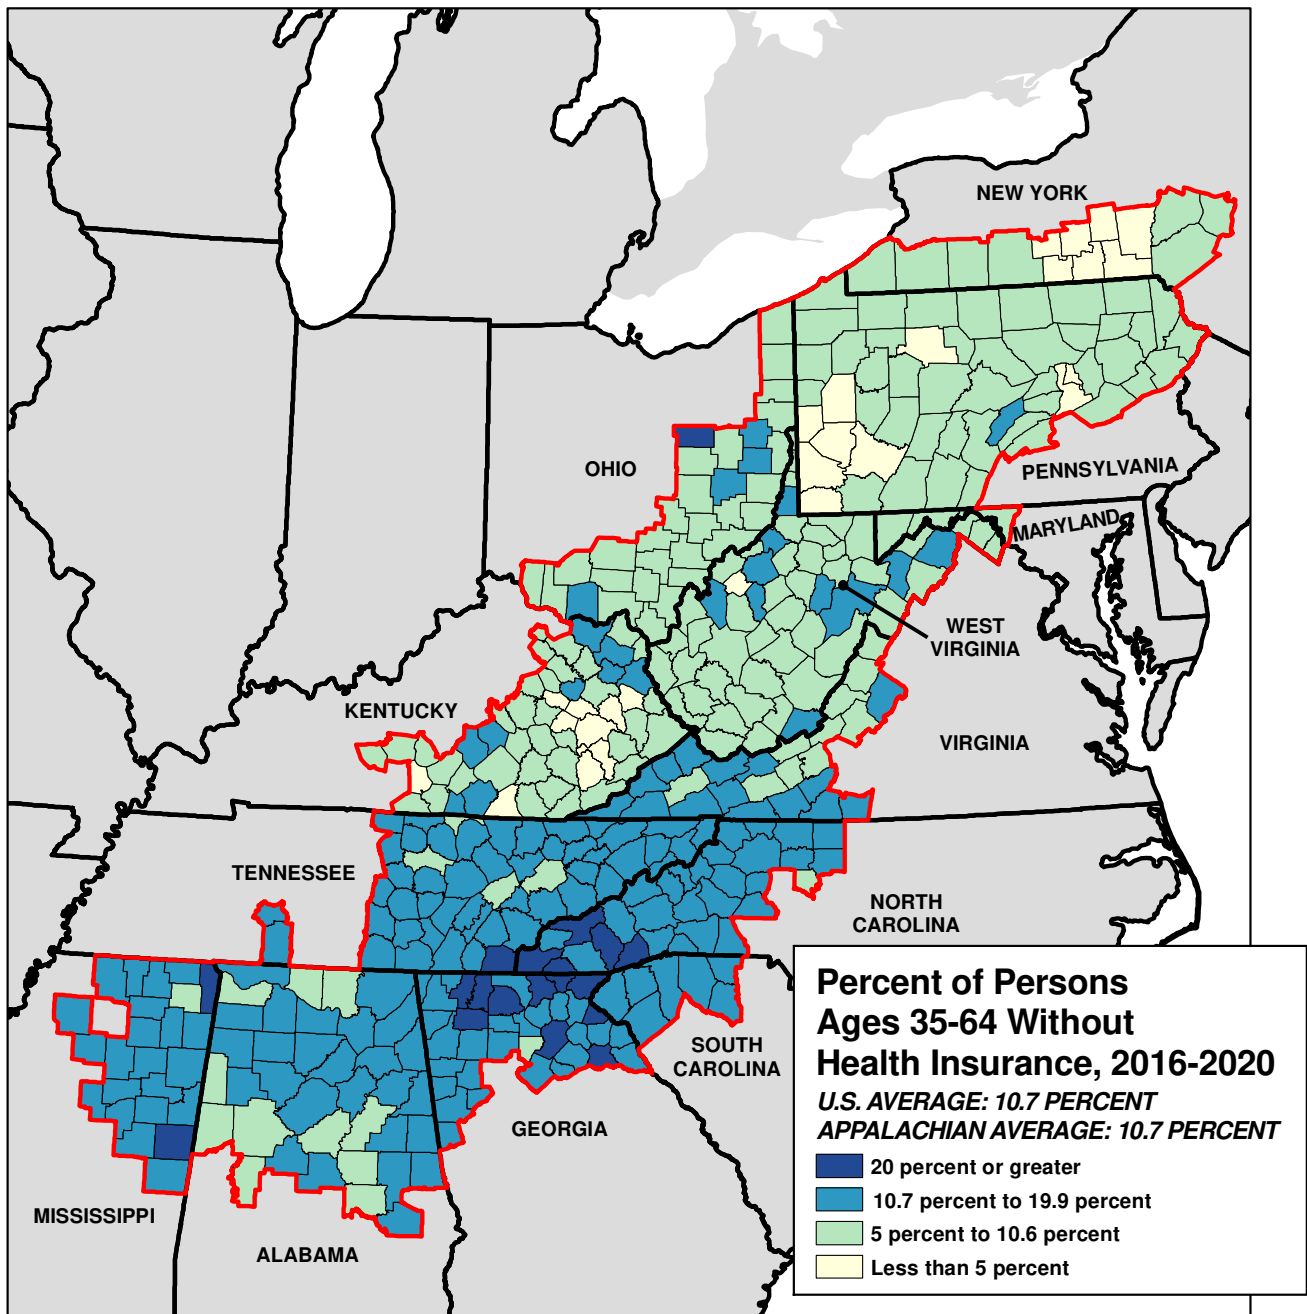 NEW YORK
OHIO
PENNSYLVANIA
MARYLAND
WEST
VIRGINIA
KENTUCKY
VIRGINIA
TENNESSEE
NORTH
CAROLINA
SOUTH
CAROLINA
GEORGIA
MISSISSIPPI
ALABAMA
Percent of Persons
Ages 35-64 Without
Health Insurance, 2016-2020
U.S. AVERAGE: 10.7 PERCENT
APPALACHIAN AVERAGE: 10.7 PERCENT
20 percent or greater
10.7 percent to 19.9 percent
5 percent to 10.6 percent
Less than 5 percent